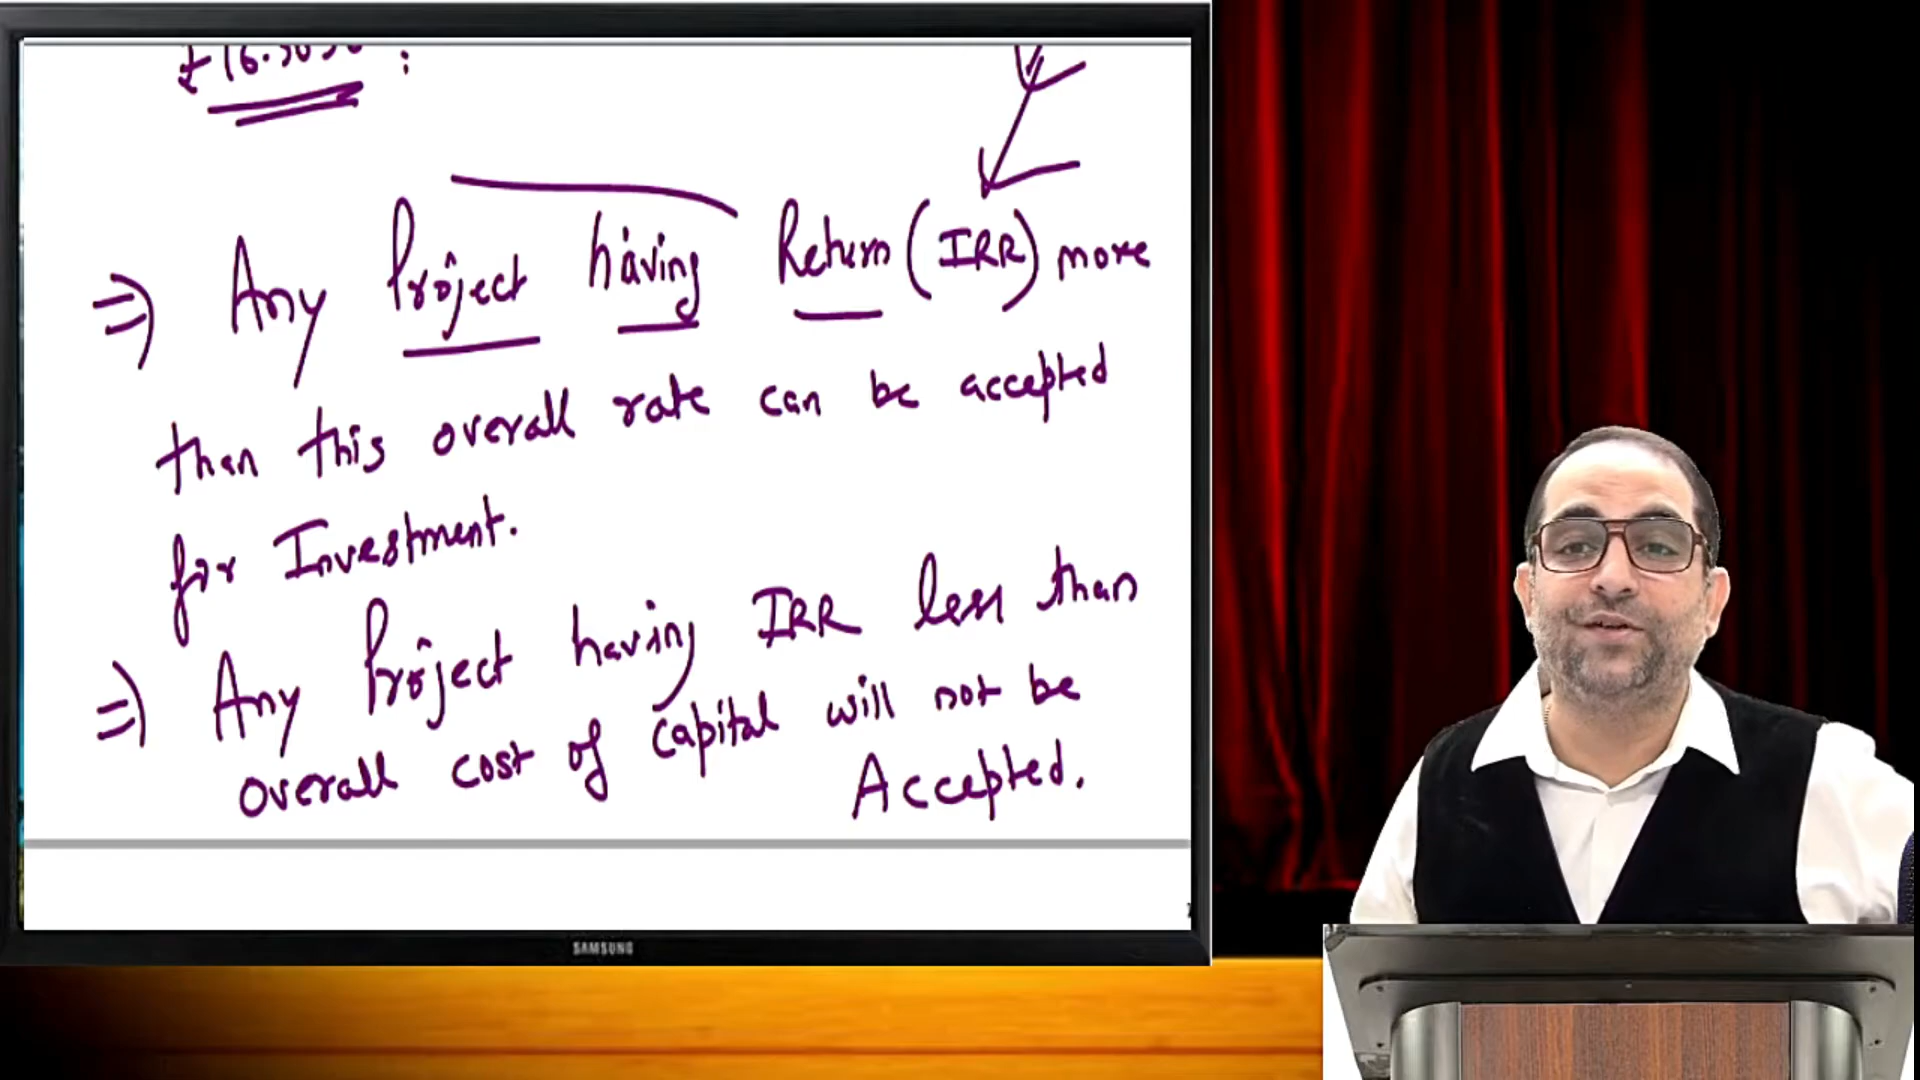 ⇒) Any Project having Return (IRR) more
than this overall rate can be accepted
for Investment.
⇒) Any Project having IRR less than
overall cost of capital will not be
Accepted.
SAMSUNG